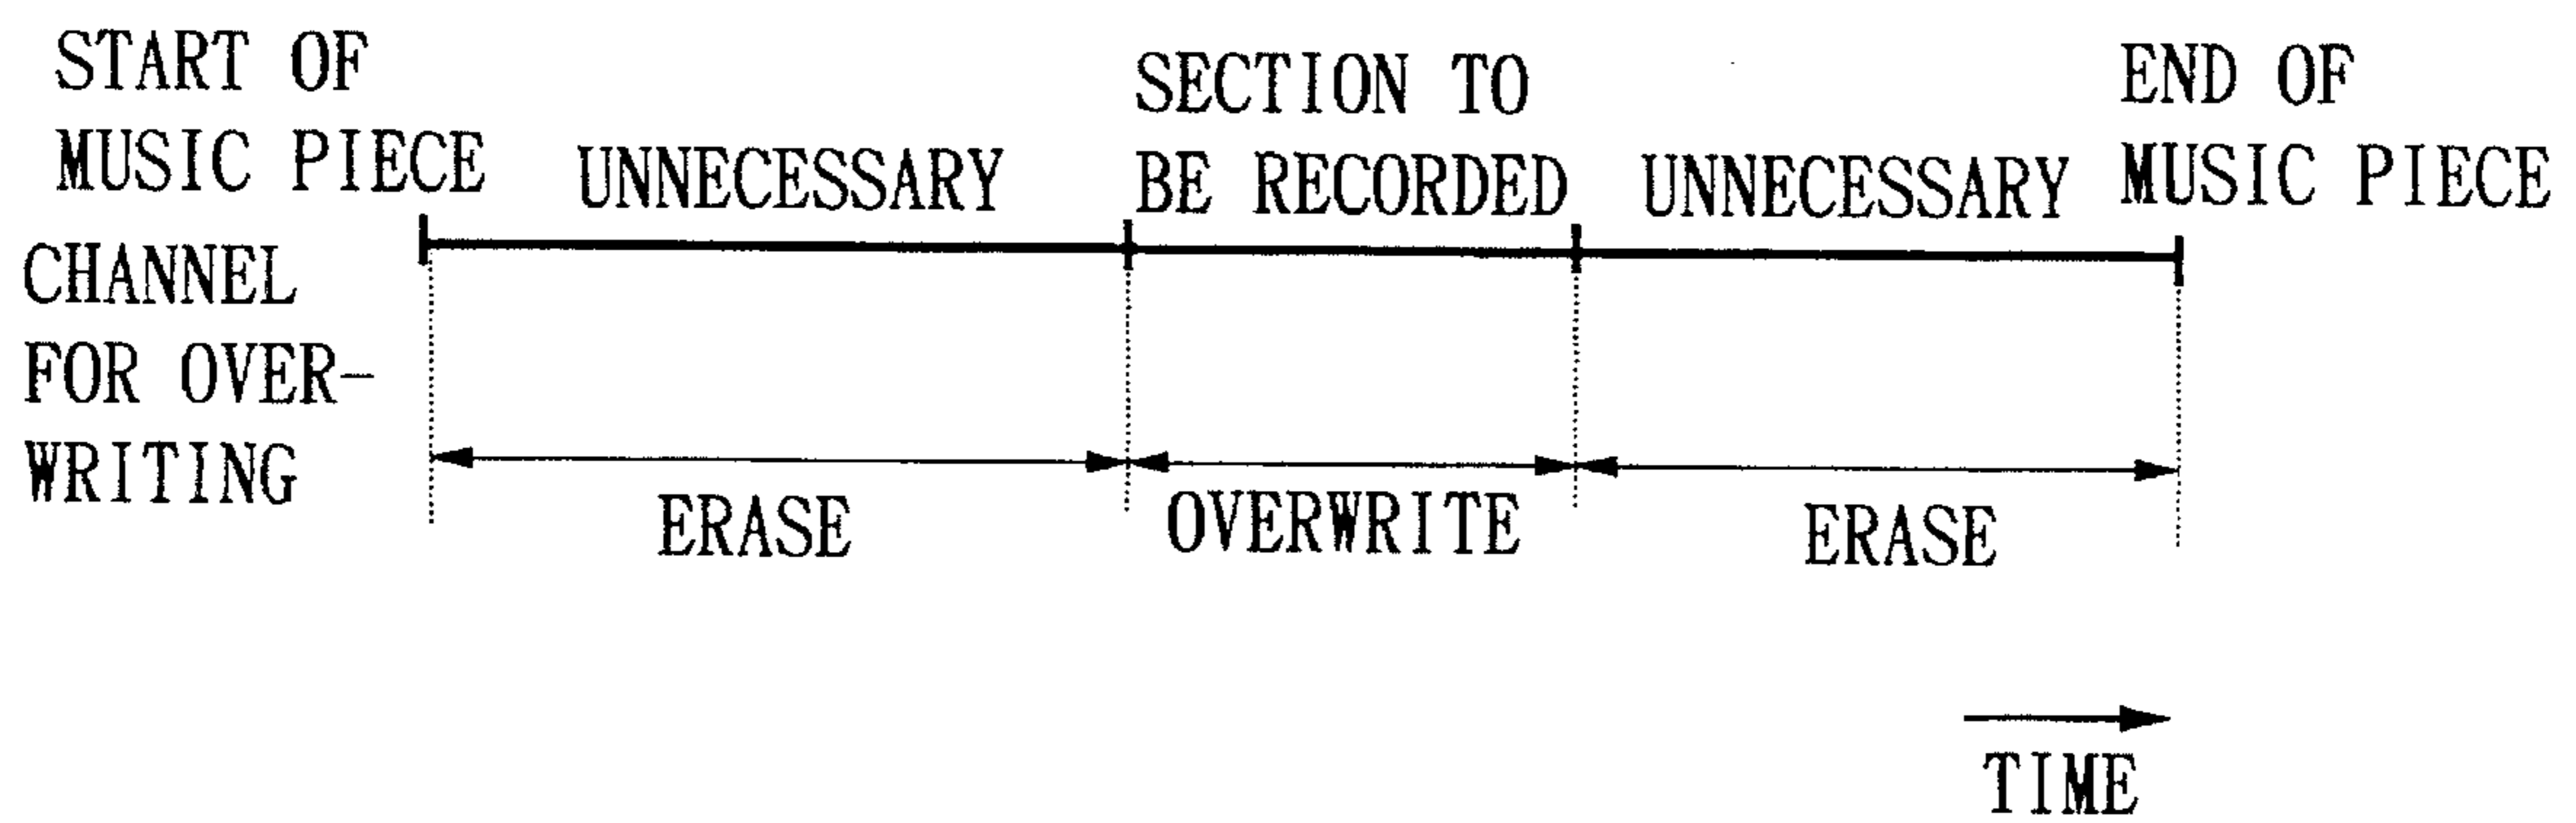 START OF
MUSIC PIECE
UNNECESSARY
SECTION TO
BE RECORDED
UNNECESSARY
END OF
MUSIC PIECE
CHANNEL
FOR OVER-
WRITING
ERASE
OVERWRITE
ERASE
TIME